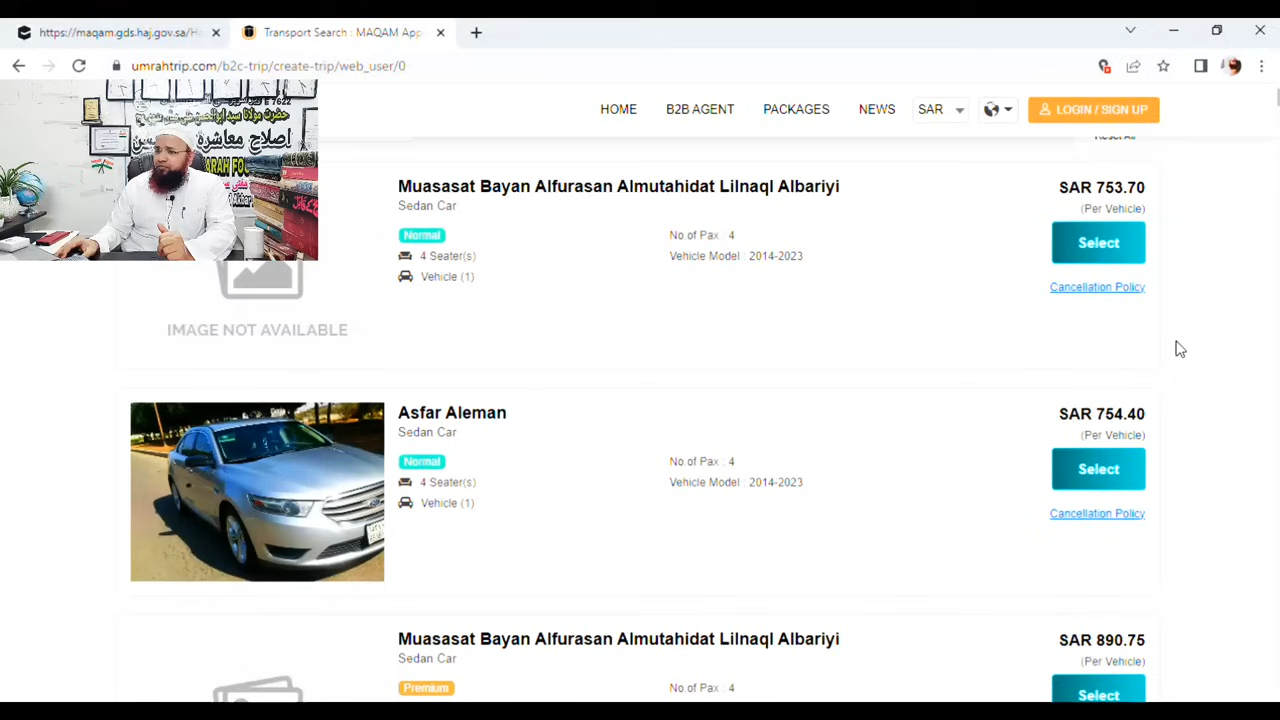 https://maqam.gds.haj.gov.sa/H
Transport Search : MAQAM App
umrahtrip.com/b2c-trip/create-trip/web_user/0
E 7622
اصلاح معاشرہ
HOME
B2B AGENT
PACKAGES
NEWS
SAR
LOGIN / SIGN UP
Reset All
Muasasat Bayan Alfurasan Almutahidat Lilnaql Albariyi
Sedan Car
Normal
4 Seater(s)
Vehicle (1)
No.of Pax : 4
Vehicle Model : 2014-2023
SAR 753.70
(Per Vehicle)
Select
Cancellation Policy
IMAGE NOT AVAILABLE
Asfar Aleman
Sedan Car
Normal
4 Seater(s)
Vehicle (1)
No.of Pax : 4
Vehicle Model : 2014-2023
SAR 754.40
(Per Vehicle)
Select
Cancellation Policy
Muasasat Bayan Alfurasan Almutahidat Lilnaql Albariyi
Sedan Car
Premium
No.of Pax : 4
SAR 890.75
(Per Vehicle)
Select